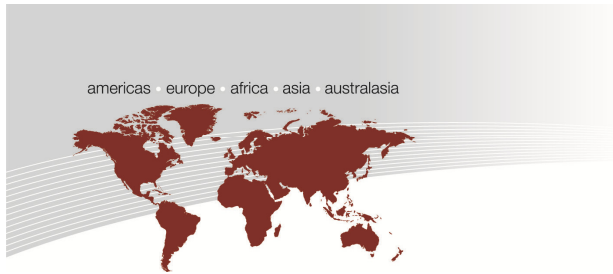 americas • europe • africa • asia • australasia